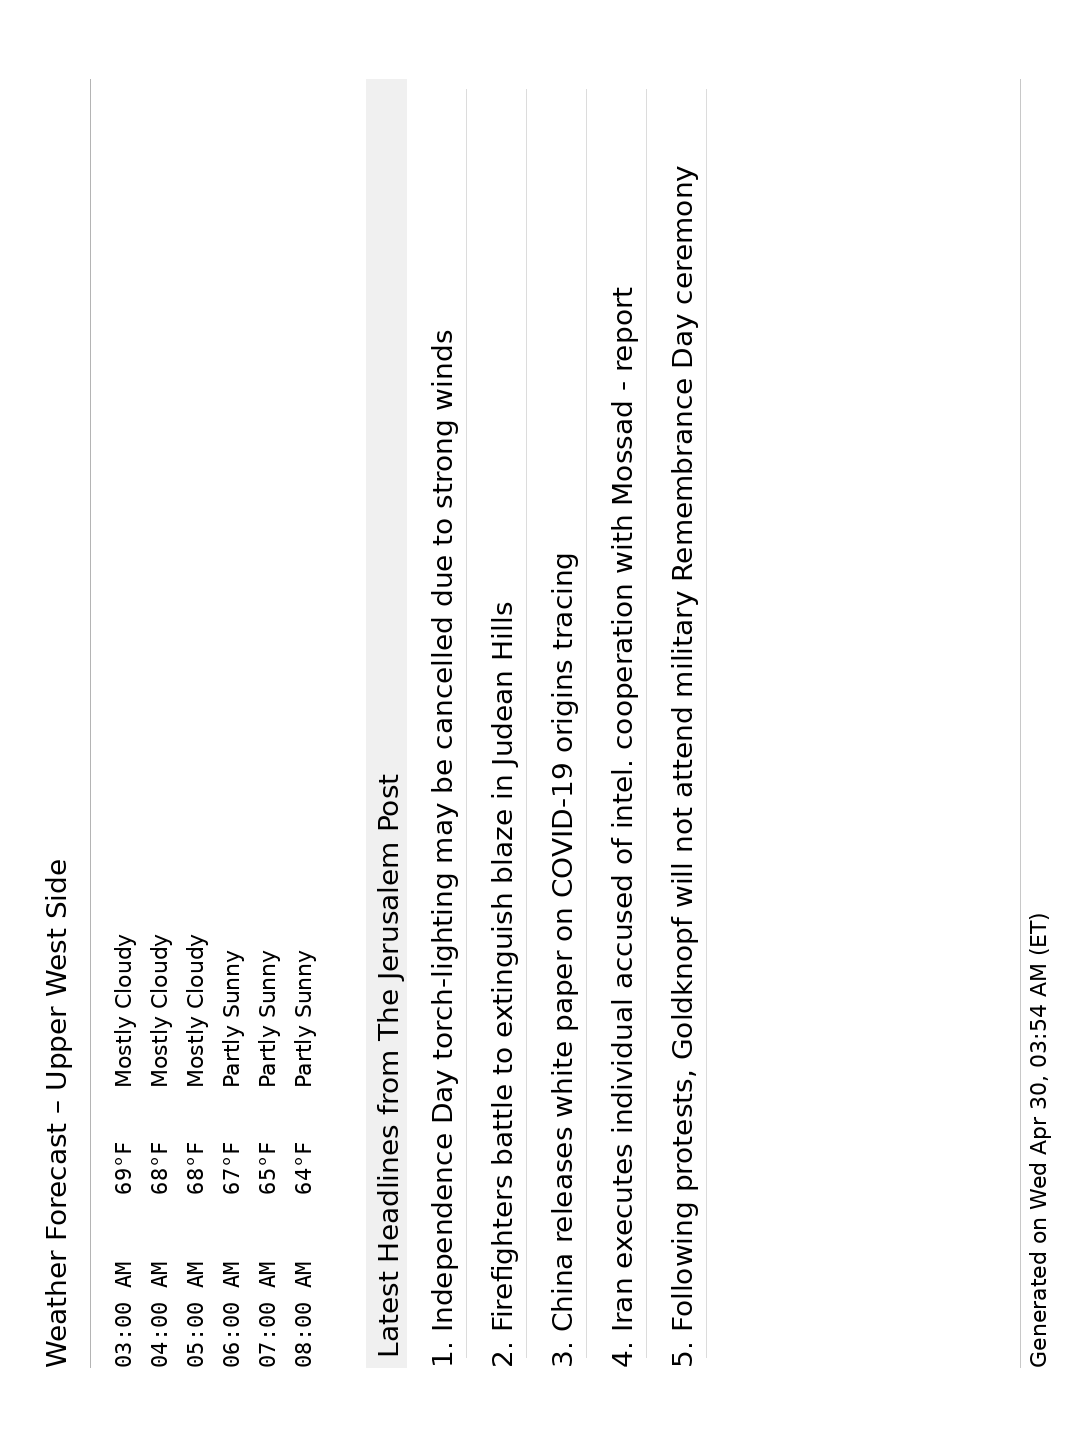 Weather Forecast – Upper West Side
03:00 AM 69°F Mostly Cloudy
04:00 AM 68°F Mostly Cloudy
05:00 AM 68°F Mostly Cloudy
06:00 AM 67°F Partly Sunny
07:00 AM 65°F Partly Sunny
08:00 AM 64°F Partly Sunny
Latest Headlines from The Jerusalem Post
1. Independence Day torch-lighting may be cancelled due to strong winds
2. Firefighters battle to extinguish blaze in Judean Hills
3. China releases white paper on COVID-19 origins tracing
4. Iran executes individual accused of intel. cooperation with Mossad - report
5. Following protests, Goldknopf will not attend military Remembrance Day ceremony
Generated on Wed Apr 30, 03:54 AM (ET)